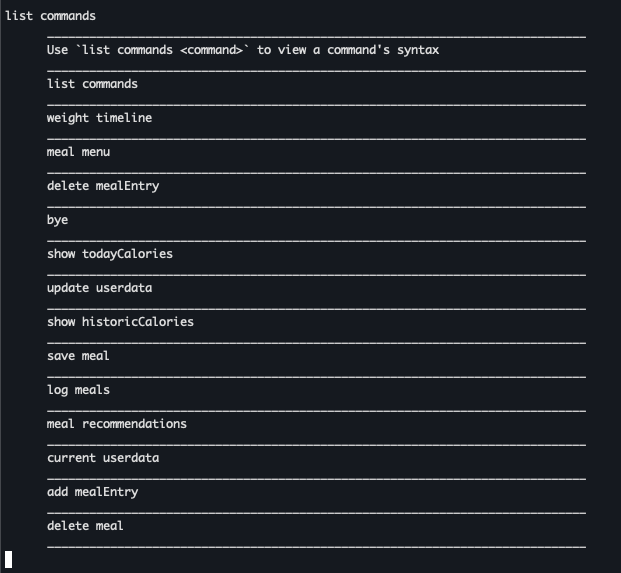 list commands
Use `list commands <command>` to view a command's syntax
list commands
weight timeline
meal menu
delete mealEntry
bye
show todayCalories
update userdata
show historicCalories
save meal
log meals
meal recommendations
current userdata
add mealEntry
delete meal